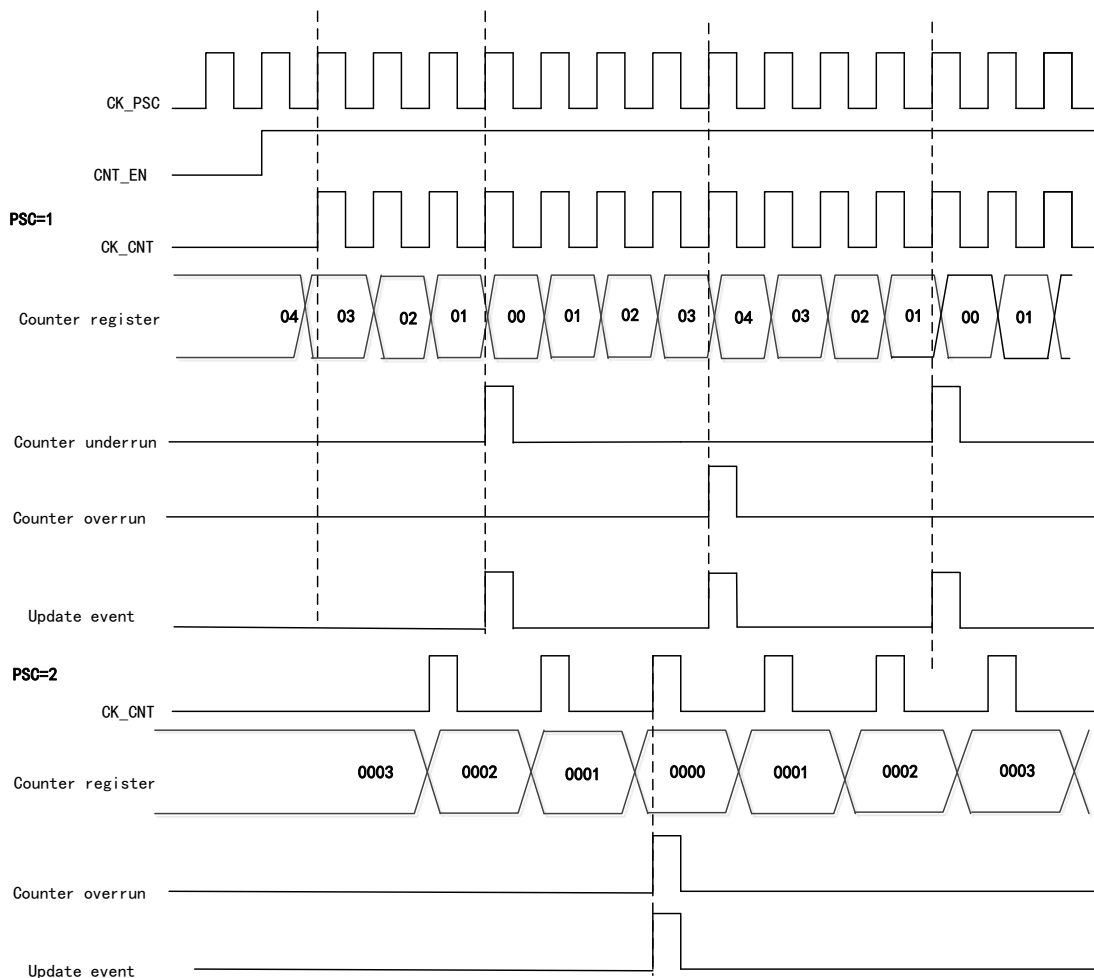 CK_PSC
CNT_EN
PSC=1
CK_CNT
Counter register 04 03 02 01 00 01 02 03 04 03 02 01 00 01
Counter underrun
Counter overrun
Update event
PSC=2
CK_CNT
Counter register 0003 0002 0001 0000 0001 0002 0003
Counter overrun
Update event